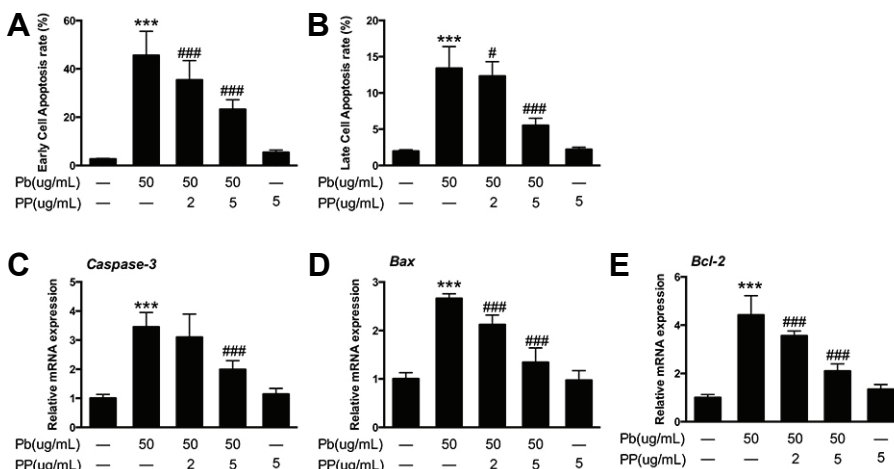 A
Early Cell Apoptosis rate (%)
60
40
20
0
***
###
###
Pb(ug/mL) — 50 50 50 —
PP(ug/mL) — — 2 5 5
B
Late Cell Apoptosis rate (%)
20
15
10
5
0
***
#
###
Pb(ug/mL) — 50 50 50 —
PP(ug/mL) — — 2 5 5
C
Caspase-3
Relative mRNA expression
5
4
3
2
1
0
***
###
Pb(ug/mL) — 50 50 50 —
PP(ug/mL) — — 2 5 5
D
Bax
Relative mRNA expression
3
2
1
0
***
###
###
Pb(ug/mL) — 50 50 50 —
PP(ug/mL) — — 2 5 5
E
Bcl-2
Relative mRNA expression
6
4
2
0
***
###
###
Pb(ug/mL) — 50 50 50 —
PP(ug/mL) — — 2 5 5